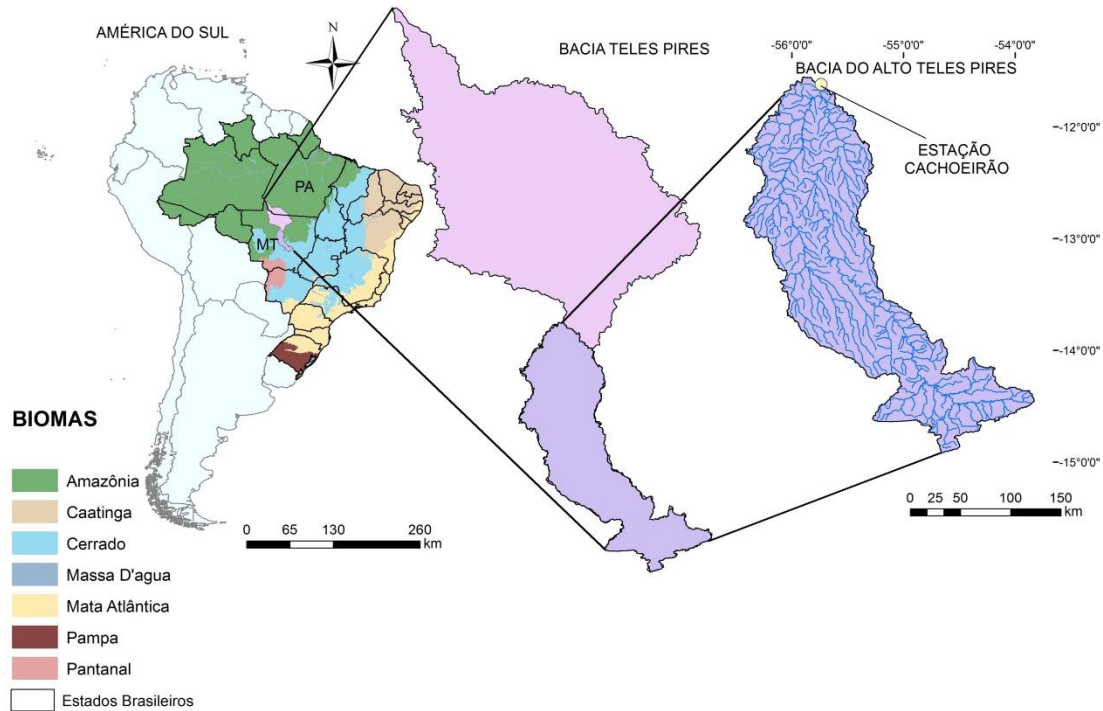 AMÉRICA DO SUL
N
PA
MT
BIOMAS
Amazônia
Caatinga
Cerrado
Massa D'agua
Mata Atlântica
Pampa
Pantanal
Estados Brasileiros
0 65 130 260
km
BACIA TELES PIRES
-56°0'0" -55°0'0" -54°0'0"
BACIA DO ALTO TELES PIRES
ESTAÇÃO
CACHOEIRÃO
-12°0'0"
-13°0'0"
-14°0'0"
-15°0'0"
0 25 50 100 150
km